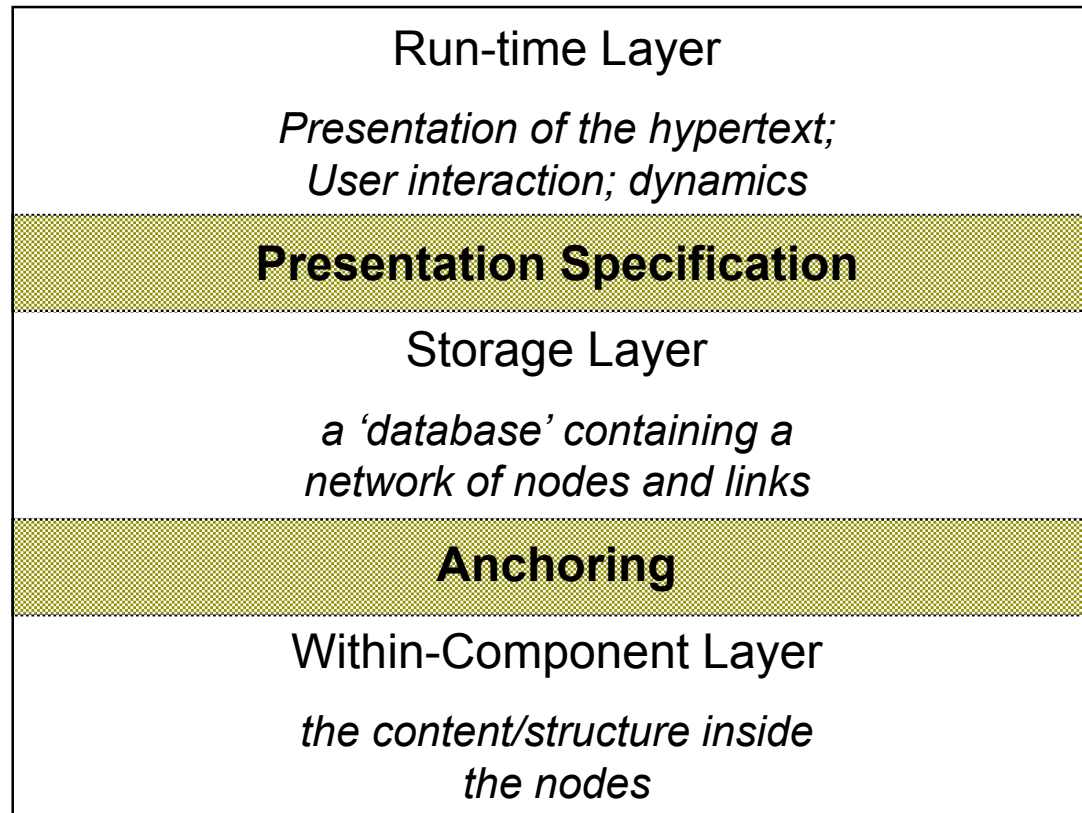 Run-time Layer
Presentation of the hypertext;
User interaction; dynamics
Presentation Specification
Storage Layer
a ‘database’ containing a
network of nodes and links
Anchoring
Within-Component Layer
the content/structure inside
the nodes